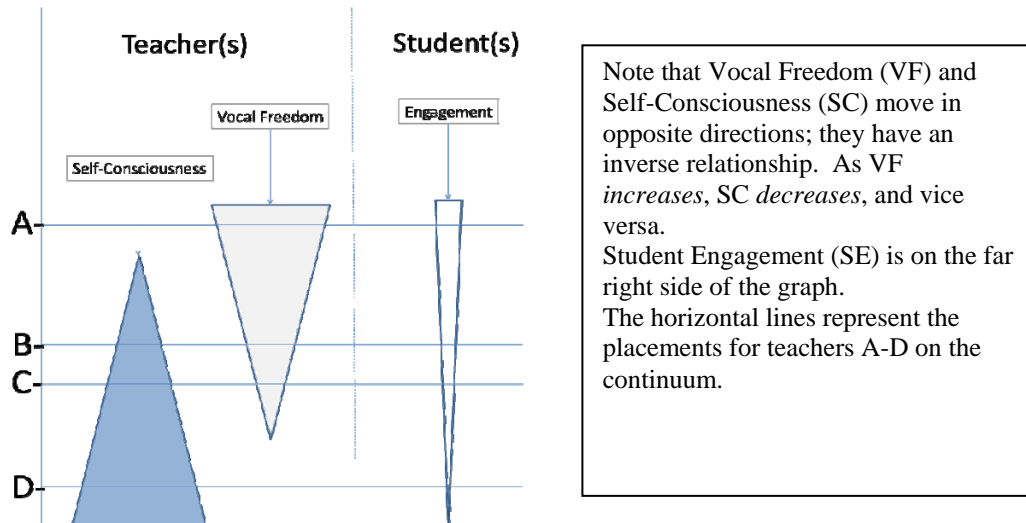 Teacher(s)
Student(s)
Vocal Freedom
Engagement
Self-Consciousness
A-
B-
C-
D-
Note that Vocal Freedom (VF) and
Self-Consciousness (SC) move in
opposite directions; they have an
inverse relationship.  As VF
increases, SC decreases, and vice
versa.
Student Engagement (SE) is on the far
right side of the graph.
The horizontal lines represent the
placements for teachers A-D on the
continuum.